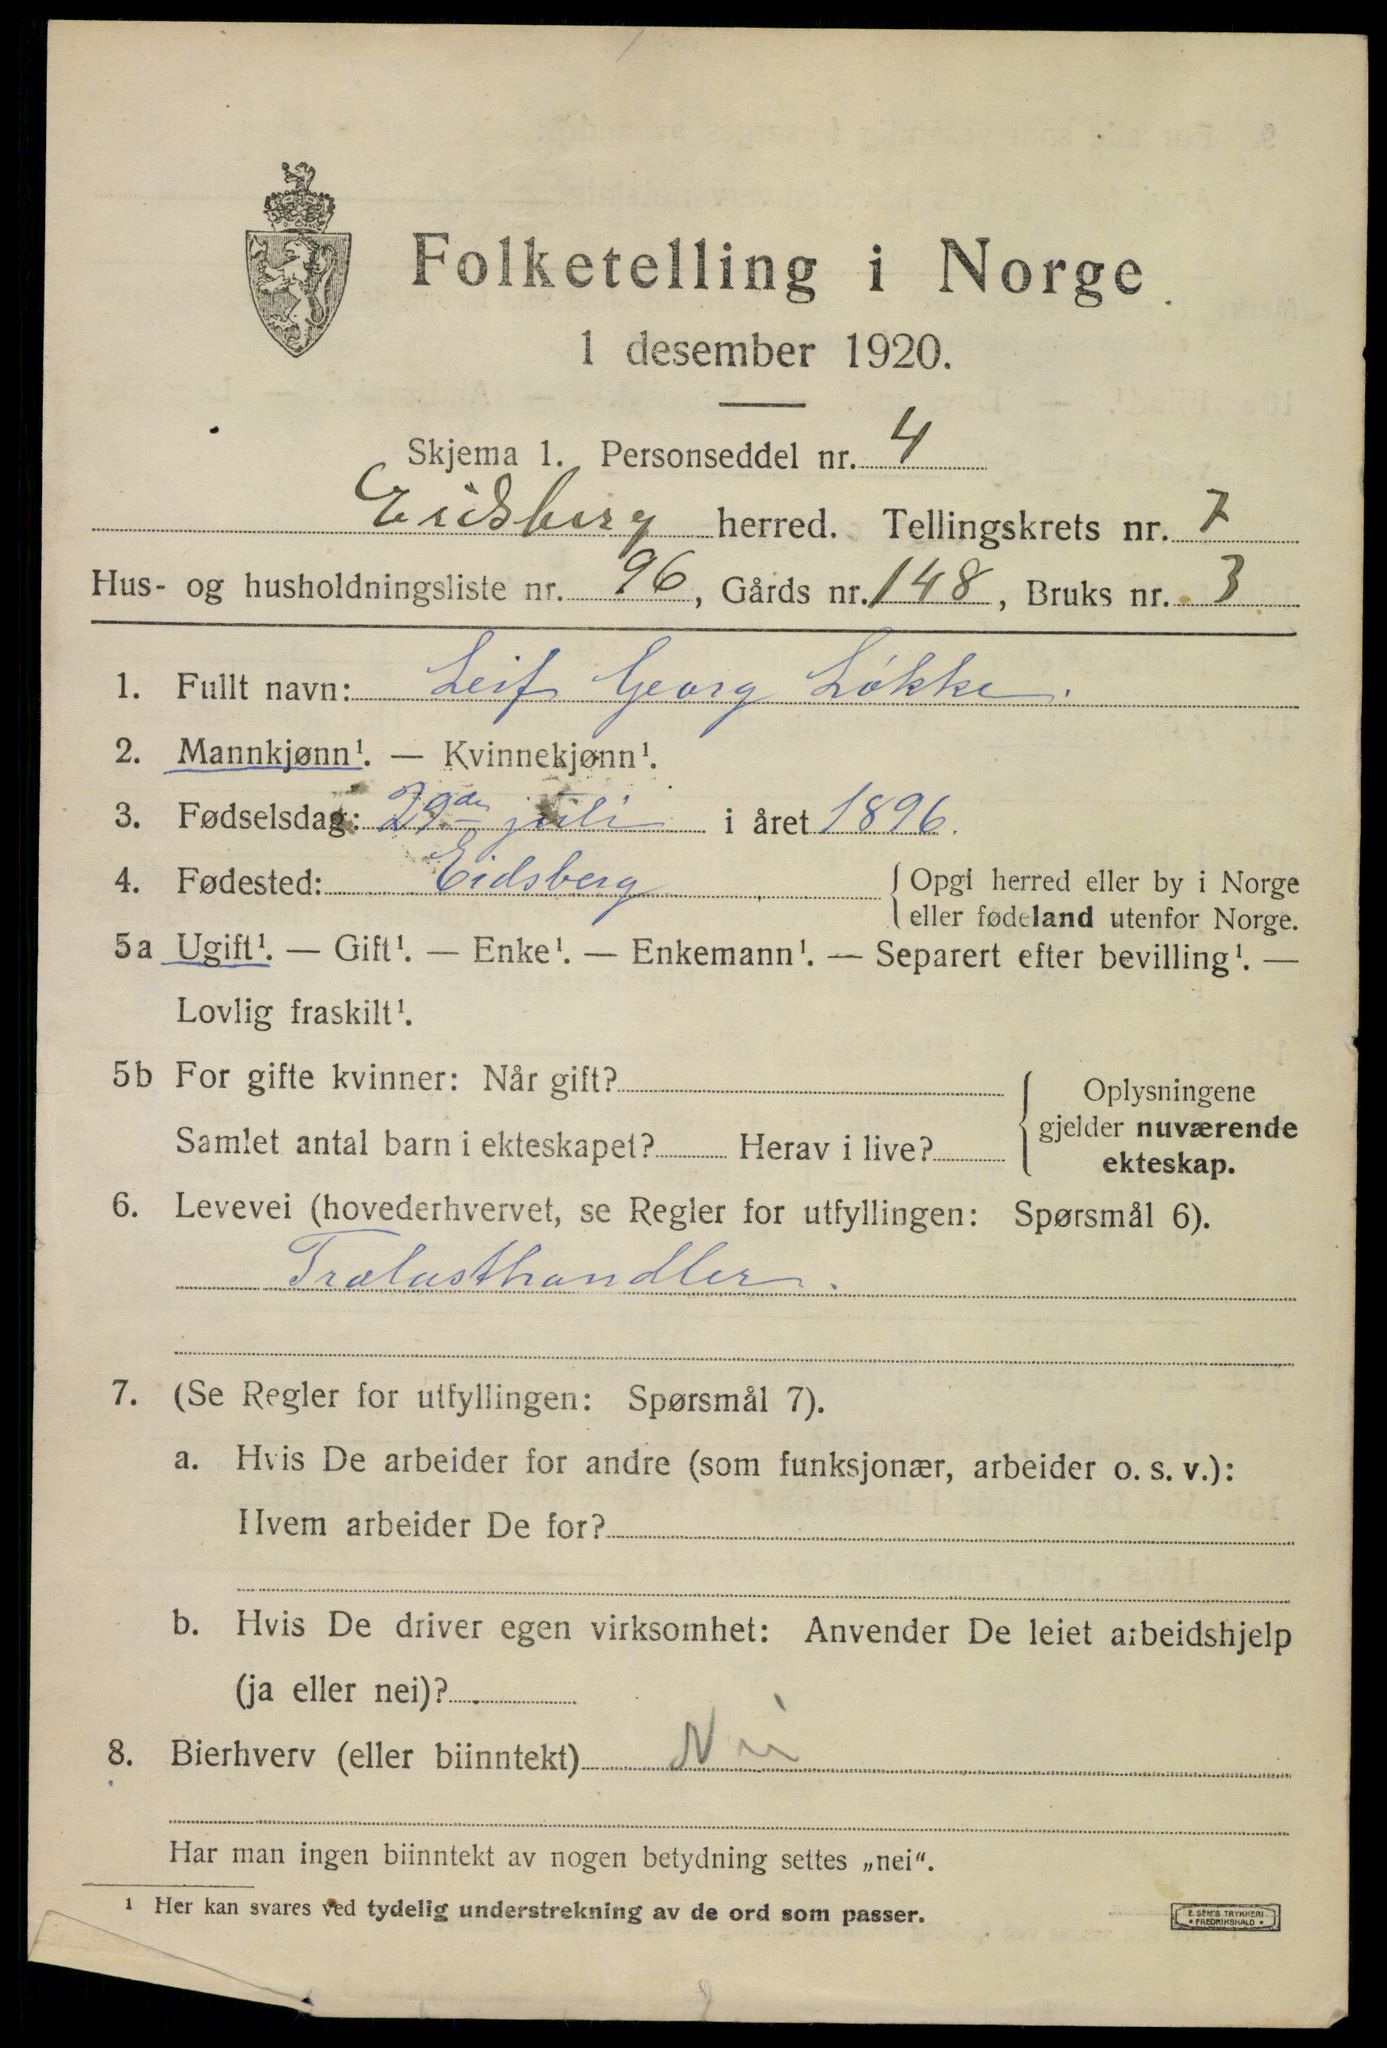 Folketelling i Norge
1 desember 1920.
Skjema 1. Personseddel nr. 4
Eidsberg herred. Tellingskrets nr. 7
Hus- og husholdningsliste nr. 96, Gårds nr. 148, Bruks nr. 3
1. Fullt navn: Leif Georg Løkke.
2. Mannkjønn¹. — Kvinnekjønn¹.
3. Fødselsdag: 29de juli i året 1896.
4. Fødested: Eidsberg { Opgi herred eller by i Norge
eller fødeland utenfor Norge.
5a Ugift¹. — Gift¹. — Enke¹. — Enkemann¹. — Separert efter bevilling¹. —
Lovlig fraskilt¹.
5b For gifte kvinner: Når gift?
Samlet antal barn i ekteskapet? Herav i live?
Oplysningene
gjelder nuværende
ekteskap.
6. Levevei (hovederhvervet, se Regler for utfyllingen: Spørsmål 6).
Trælasthandler.
7. (Se Regler for utfyllingen: Spørsmål 7).
a. Hvis De arbeider for andre (som funksjonær, arbeider o. s. v.):
Hvem arbeider De for?
b. Hvis De driver egen virksomhet: Anvender De leiet arbeidshjelp
(ja eller nei)?
8. Bierhverv (eller biinntekt) Nei
Har man ingen biinntekt av nogen betydning settes „nei“.
¹ Her kan svares ved tydelig understrekning av de ord som passer.
E. SEM'S TRYKKERI
• FREDRIKSHALD •